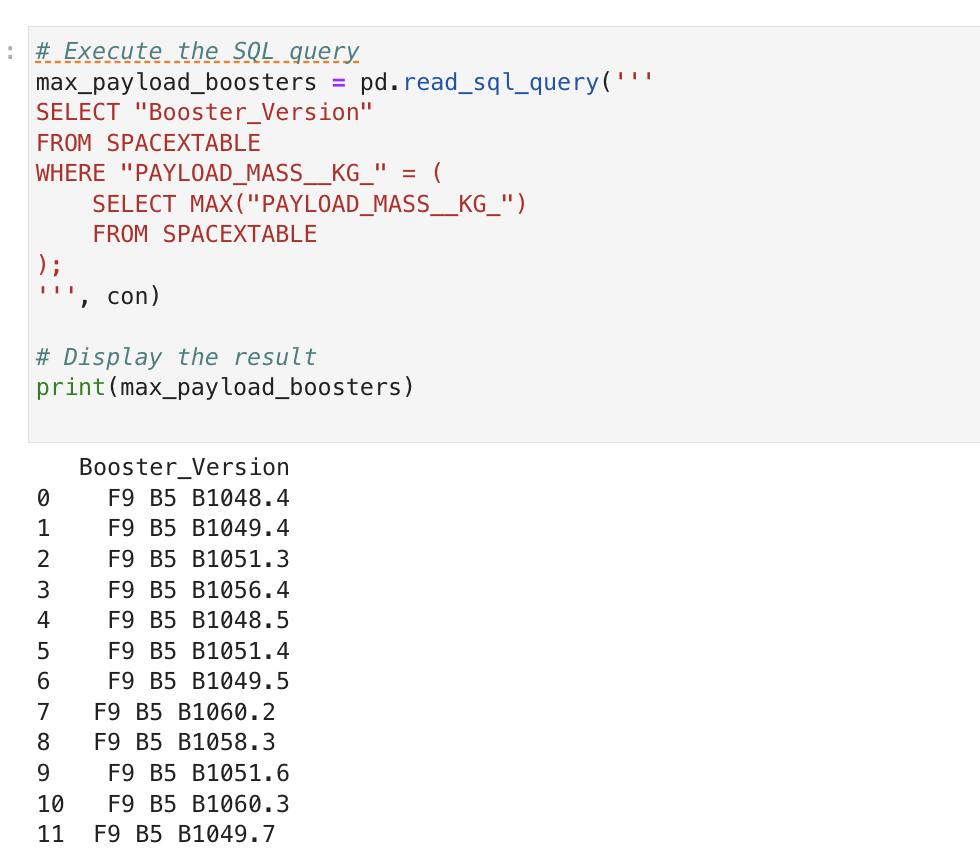 :
# Execute the SQL query
max_payload_boosters = pd.read_sql_query('''
SELECT "Booster_Version"
FROM SPACEXTABLE
WHERE "PAYLOAD_MASS__KG_" = (
    SELECT MAX("PAYLOAD_MASS__KG_")
    FROM SPACEXTABLE
);
''', con)

# Display the result
print(max_payload_boosters)

   Booster_Version
0    F9 B5 B1048.4
1    F9 B5 B1049.4
2    F9 B5 B1051.3
3    F9 B5 B1056.4
4    F9 B5 B1048.5
5    F9 B5 B1051.4
6    F9 B5 B1049.5
7   F9 B5 B1060.2
8   F9 B5 B1058.3
9    F9 B5 B1051.6
10   F9 B5 B1060.3
11  F9 B5 B1049.7